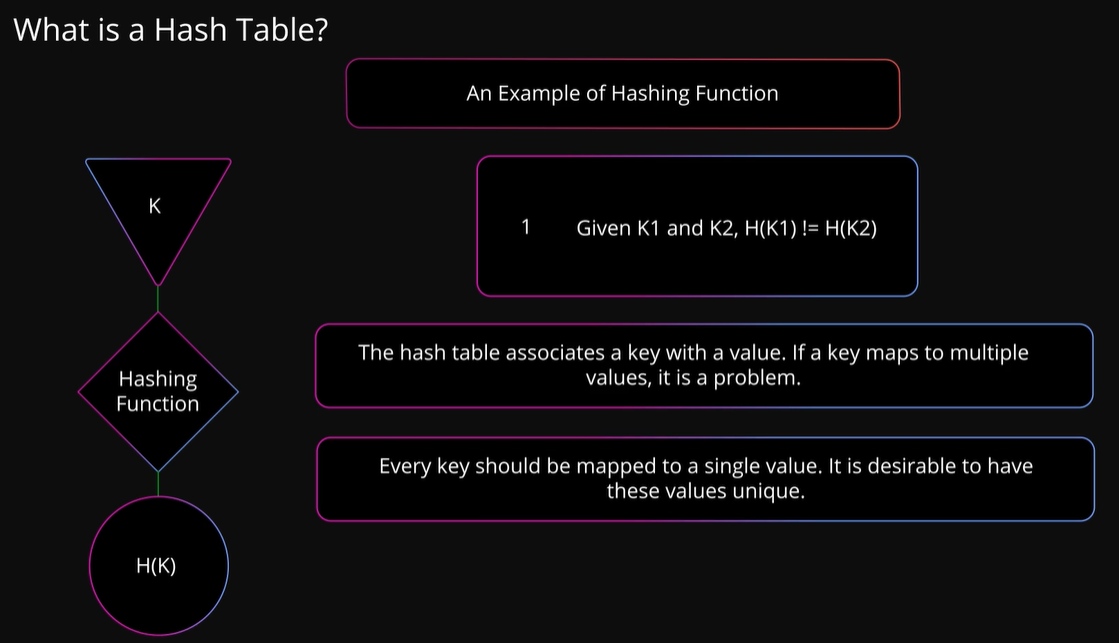 What is a Hash Table?
An Example of Hashing Function
K
1 Given K1 and K2, H(K1) != H(K2)
The hash table associates a key with a value. If a key maps to multiple
values, it is a problem.
Hashing
Function
Every key should be mapped to a single value. It is desirable to have
these values unique.
H(K)